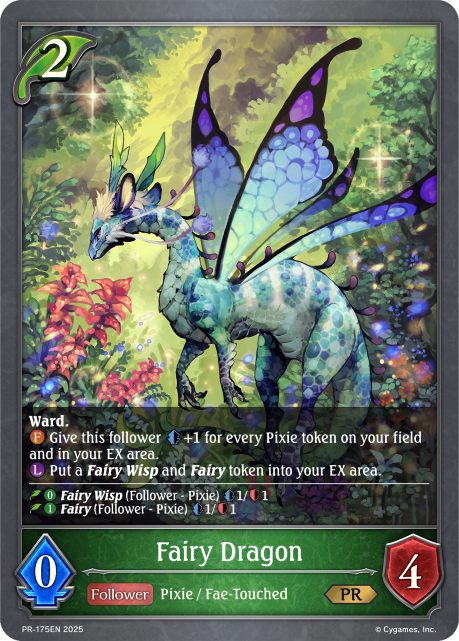 2
Ward.
F Give this follower +1 for every Pixie token on your field
and in your EX area.
L Put a Fairy Wisp and Fairy token into your EX area.
0 Fairy Wisp (Follower - Pixie) 1/ 1
1 Fairy (Follower - Pixie) 1/ 1
Fairy Dragon
0
Follower Pixie / Fae-Touched PR
4
PR-175EN 2025 © Cygames, Inc.